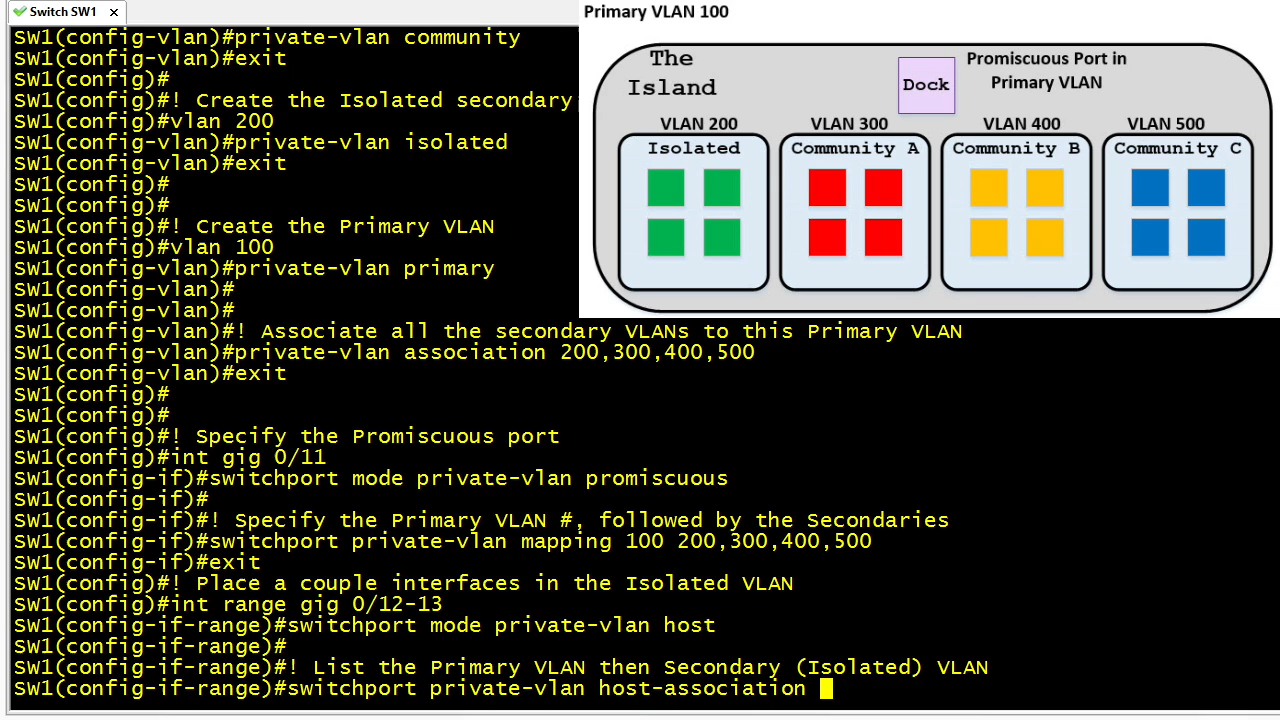 Switch SW1 ×
Primary VLAN 100
The
Island
Dock
Promiscuous Port in
Primary VLAN
VLAN 200
VLAN 300
VLAN 400
VLAN 500
Isolated
Community A
Community B
Community C
SW1(config-vlan)#private-vlan community
SW1(config-vlan)#exit
SW1(config)#
SW1(config)#! Create the Isolated secondary
SW1(config)#vlan 200
SW1(config-vlan)#private-vlan isolated
SW1(config-vlan)#exit
SW1(config)#
SW1(config)#
SW1(config)#! Create the Primary VLAN
SW1(config)#vlan 100
SW1(config-vlan)#private-vlan primary
SW1(config-vlan)#
SW1(config-vlan)#
SW1(config-vlan)#! Associate all the secondary VLANs to this Primary VLAN
SW1(config-vlan)#private-vlan association 200,300,400,500
SW1(config-vlan)#exit
SW1(config)#
SW1(config)#
SW1(config)#! Specify the Promiscuous port
SW1(config)#int gig 0/11
SW1(config-if)#switchport mode private-vlan promiscuous
SW1(config-if)#
SW1(config-if)#! Specify the Primary VLAN #, followed by the Secondaries
SW1(config-if)#switchport private-vlan mapping 100 200,300,400,500
SW1(config-if)#exit
SW1(config)#! Place a couple interfaces in the Isolated VLAN
SW1(config)#int range gig 0/12-13
SW1(config-if-range)#switchport mode private-vlan host
SW1(config-if-range)#
SW1(config-if-range)#! List the Primary VLAN then Secondary (Isolated) VLAN
SW1(config-if-range)#switchport private-vlan host-association